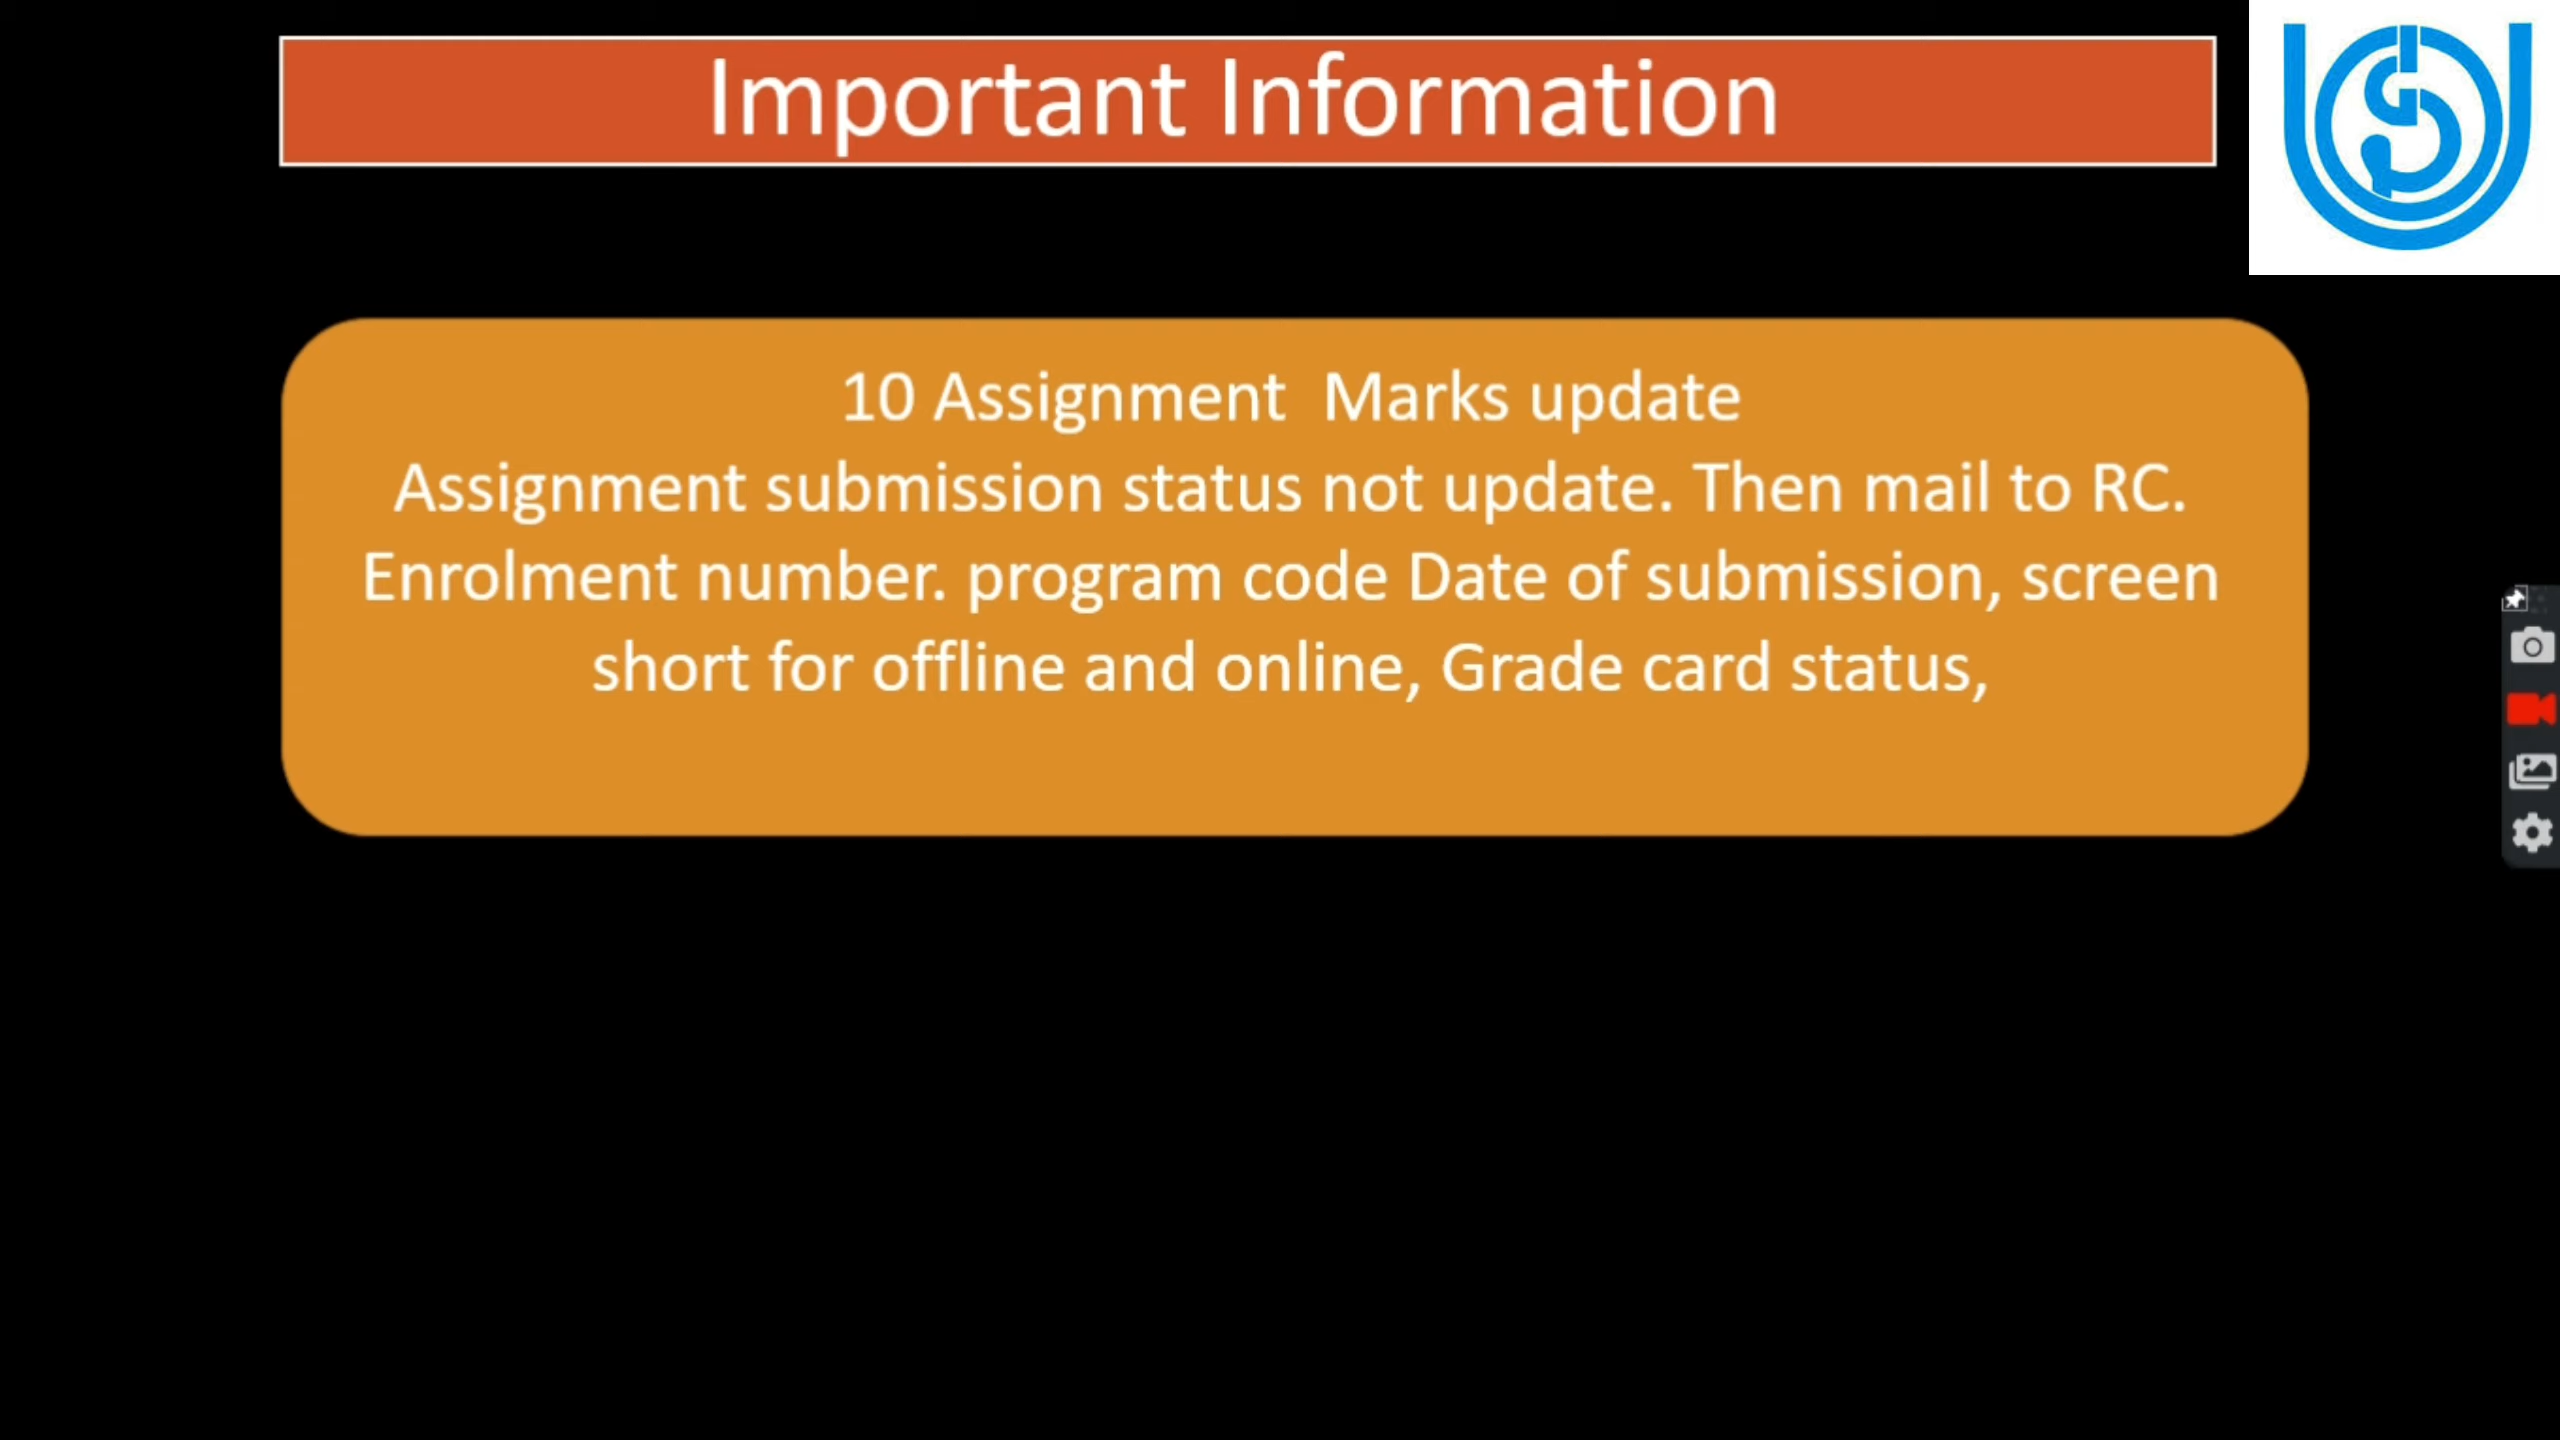 Important Information
10 Assignment  Marks update
Assignment submission status not update. Then mail to RC.
Enrolment number. program code Date of submission, screen
short for offline and online, Grade card status,